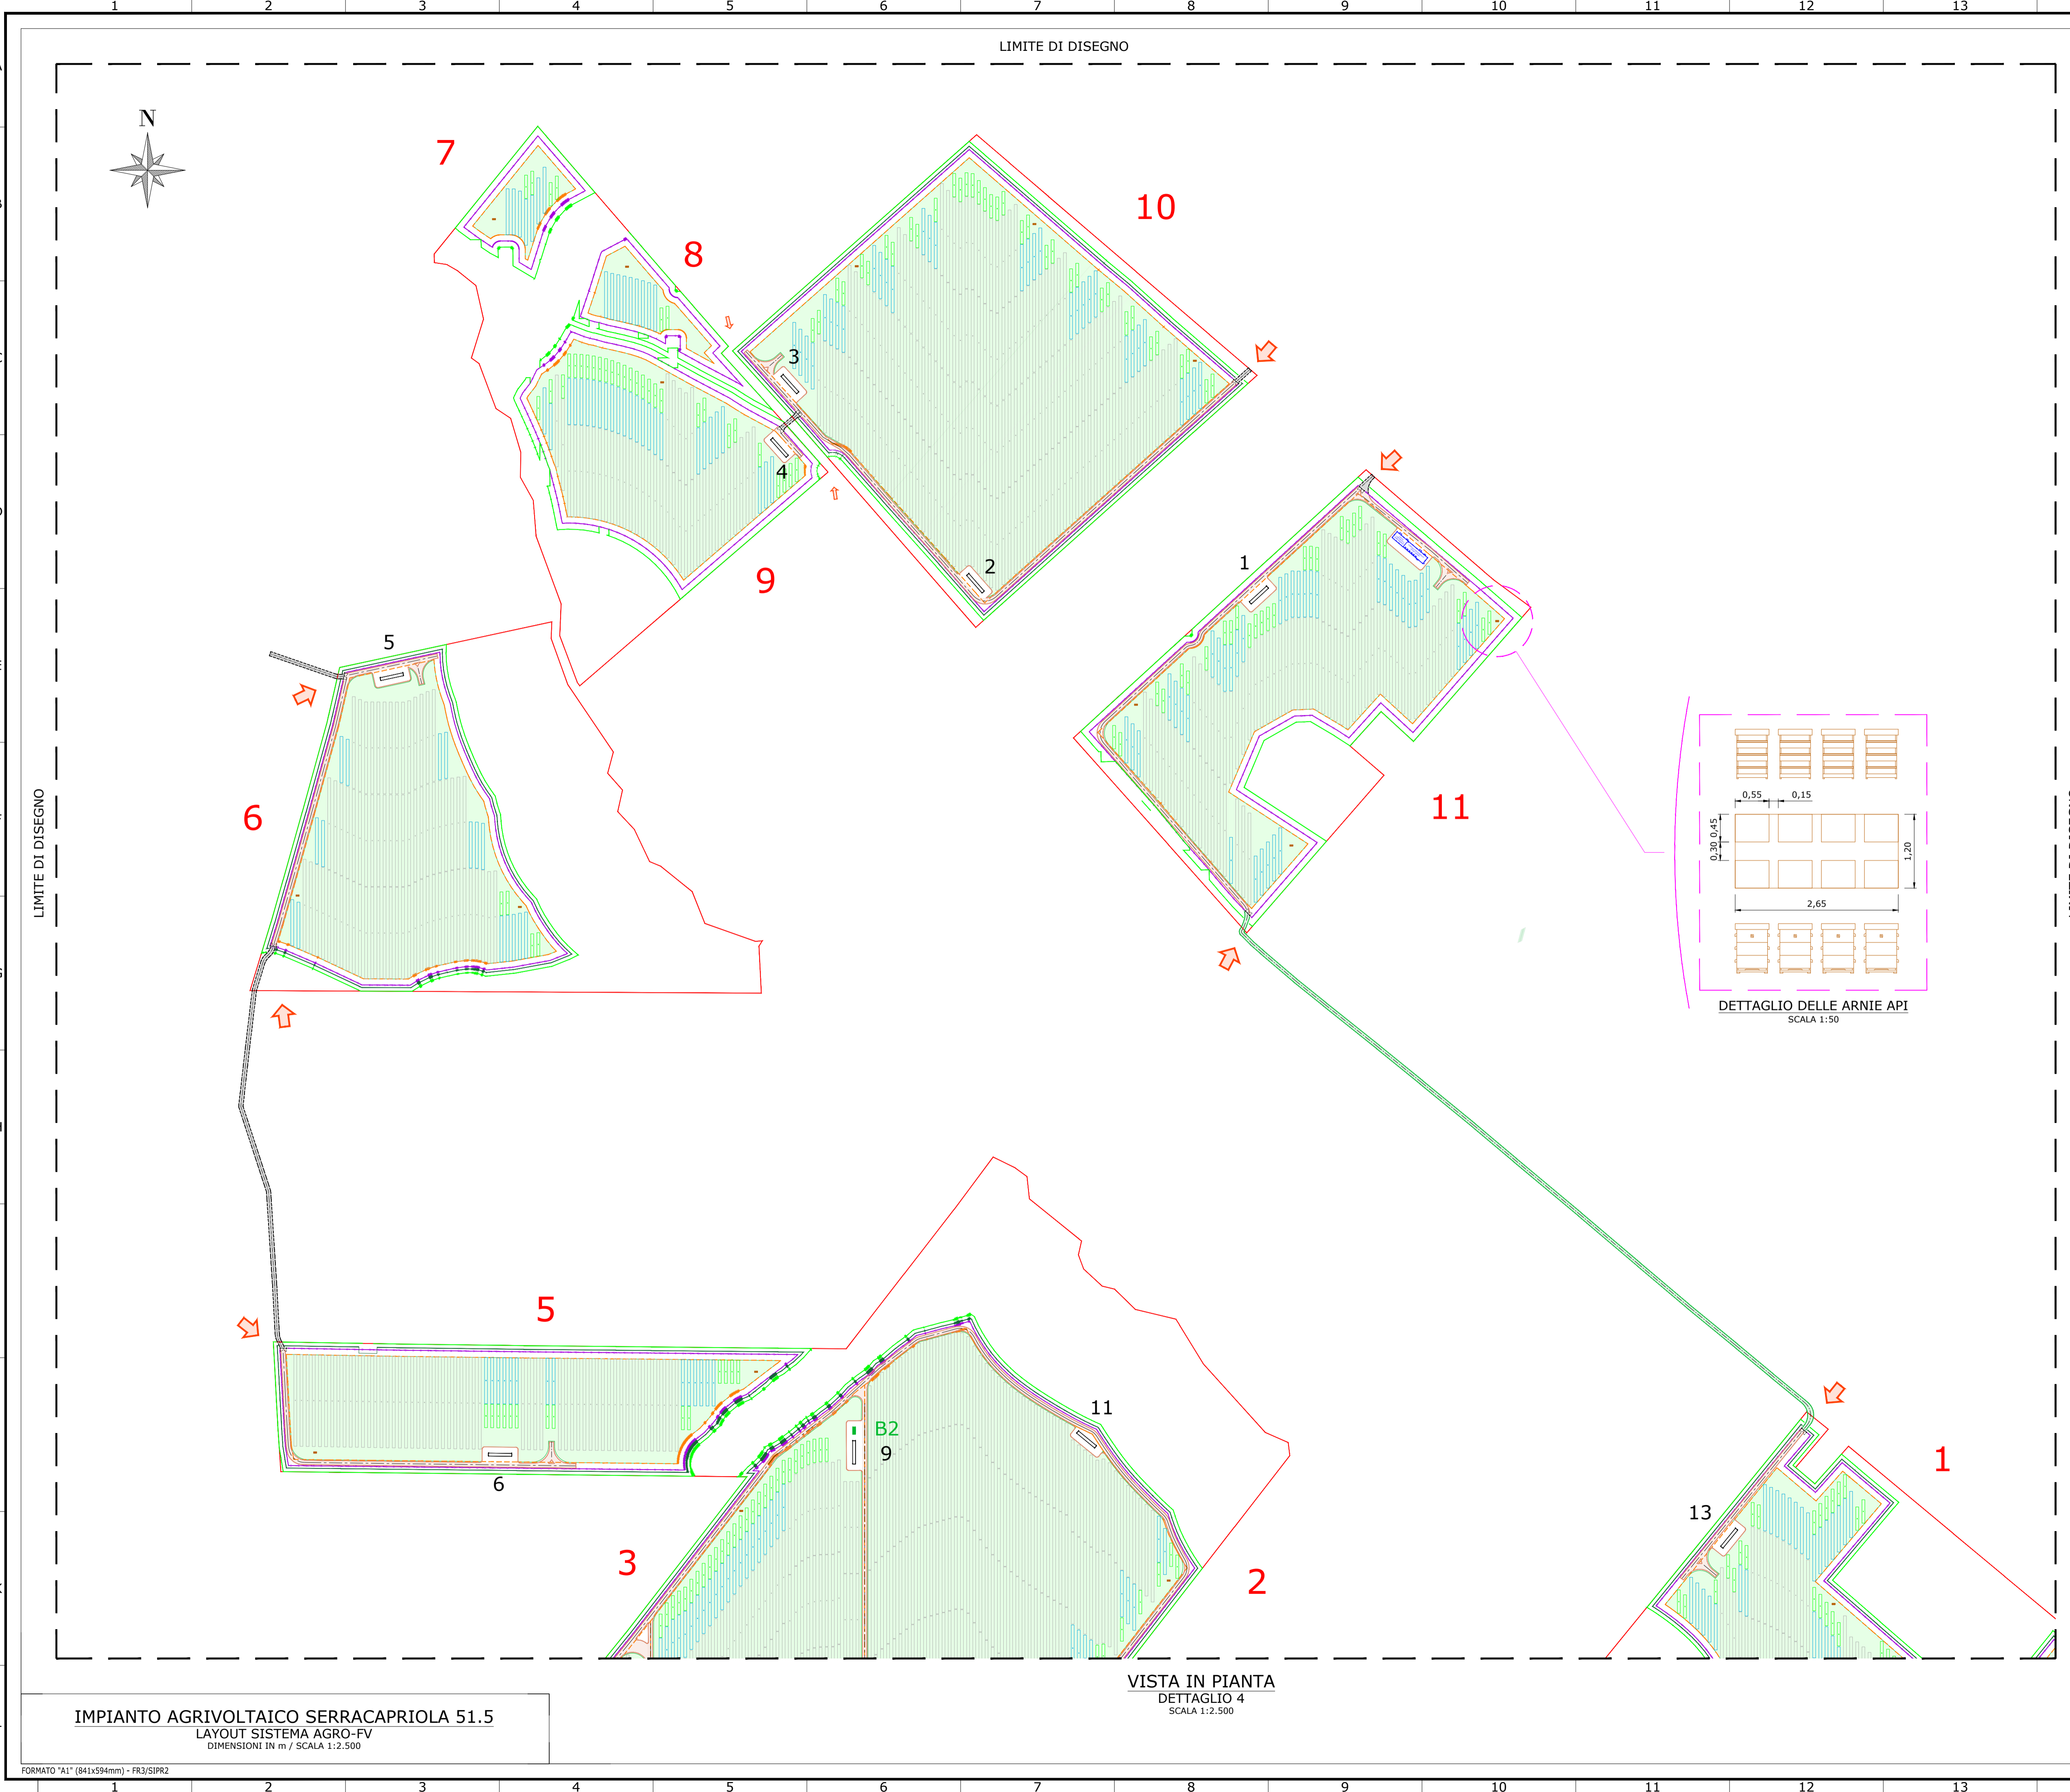 1 2 3 4 5 6 7 8 9 10 11 12 13
LIMITE DI DISEGNO
N
7
8
10
3
4
2
9
1
5
6
11
LIMITE DI DISEGNO
0,55 0,15
0,45
0,30
1,20
2,65
DETTAGLIO DELLE ARNIE API
SCALA 1:50
5
6
B2
9
11
3
2
13
1
VISTA IN PIANTA
DETTAGLIO 4
SCALA 1:2.500
IMPIANTO AGRIVOLTAICO SERRACAPRIOLA 51.5
LAYOUT SISTEMA AGRO-FV
DIMENSIONI IN m / SCALA 1:2.500
FORMATO "A1" (841x594mm) - FR3/SIPR2
1 2 3 4 5 6 7 8 9 10 11 12 13